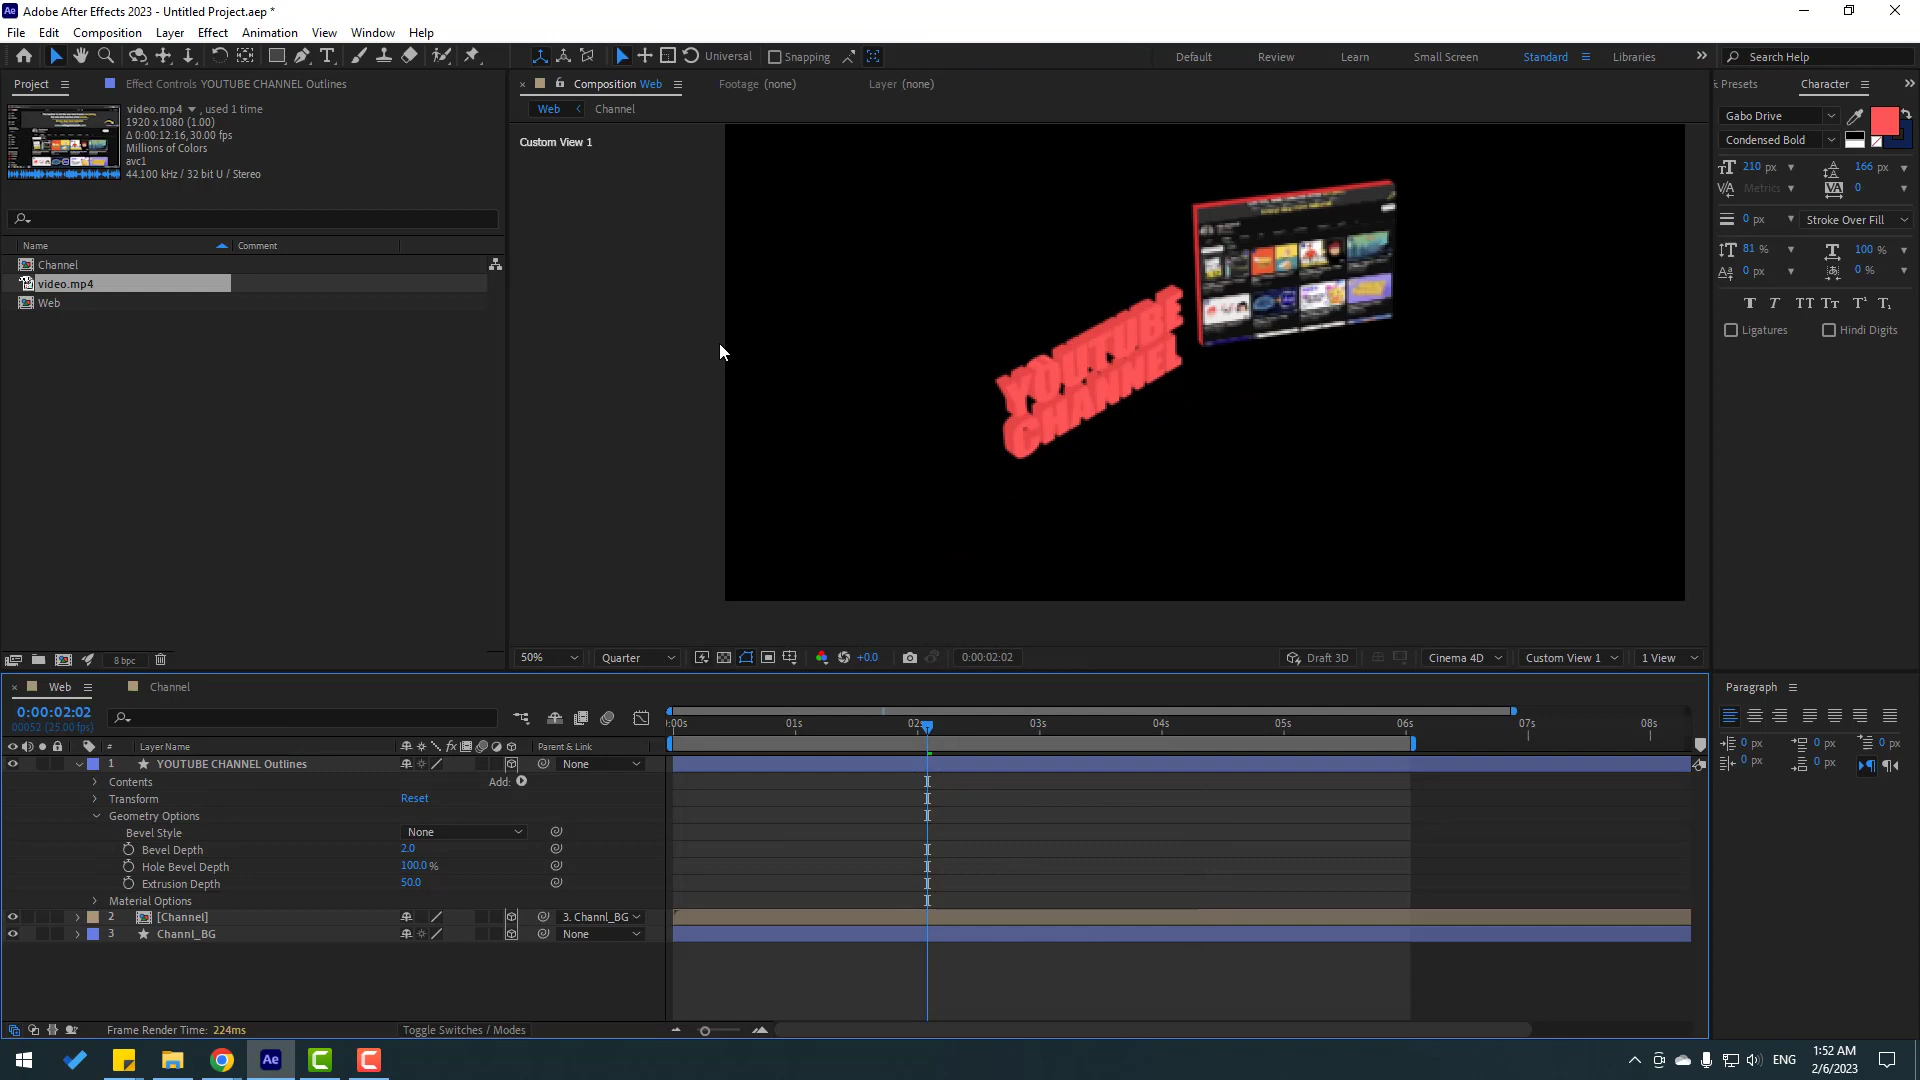 Adobe After Effects 2023 - Untitled Project.aep *
File Edit Composition Layer Effect Animation View Window Help
Universal Snapping Default Review Learn Small Screen Standard Libraries Search Help
Project Effect Controls YOUTUBE CHANNEL Outlines
video.mp4 , used 1 time
1920 x 1080 (1.00)
Δ 0:00:12:16, 30.00 fps
Millions of Colors
avc1
44.100 kHz / 32 bit U / Stereo
Name Comment
Channel
video.mp4
Web
8 bpc
Composition Web Footage (none) Layer (none)
Web Channel
Custom View 1
YOUTUBE
CHANNEL
50% Quarter +0.0 0:00:02:02 Draft 3D Cinema 4D Custom View 1 1 View
Presets Character
Gabo Drive
Condensed Bold
210 px 166 px
Metrics 0
0 px Stroke Over Fill
81 % 100 %
0 px 0 %
T T TT Tт T¹ T₁
Ligatures Hindi Digits
Paragraph
0 px 0 px 0 px
0 px 0 px
Web Channel
0:00:02:02
00052 (25.00 fps)
:00s 01s 02s 03s 04s 05s 06s 07s 08s
# Layer Name fx Parent & Link
1 YOUTUBE CHANNEL Outlines None
Contents Add:
Transform Reset
Geometry Options
Bevel Style None
Bevel Depth 2.0
Hole Bevel Depth 100.0 %
Extrusion Depth 50.0
Material Options
2 [Channel] 3. Channl_BG
3 Channl_BG None
Frame Render Time: 224ms Toggle Switches / Modes
Ae
ENG
1:52 AM
2/6/2023